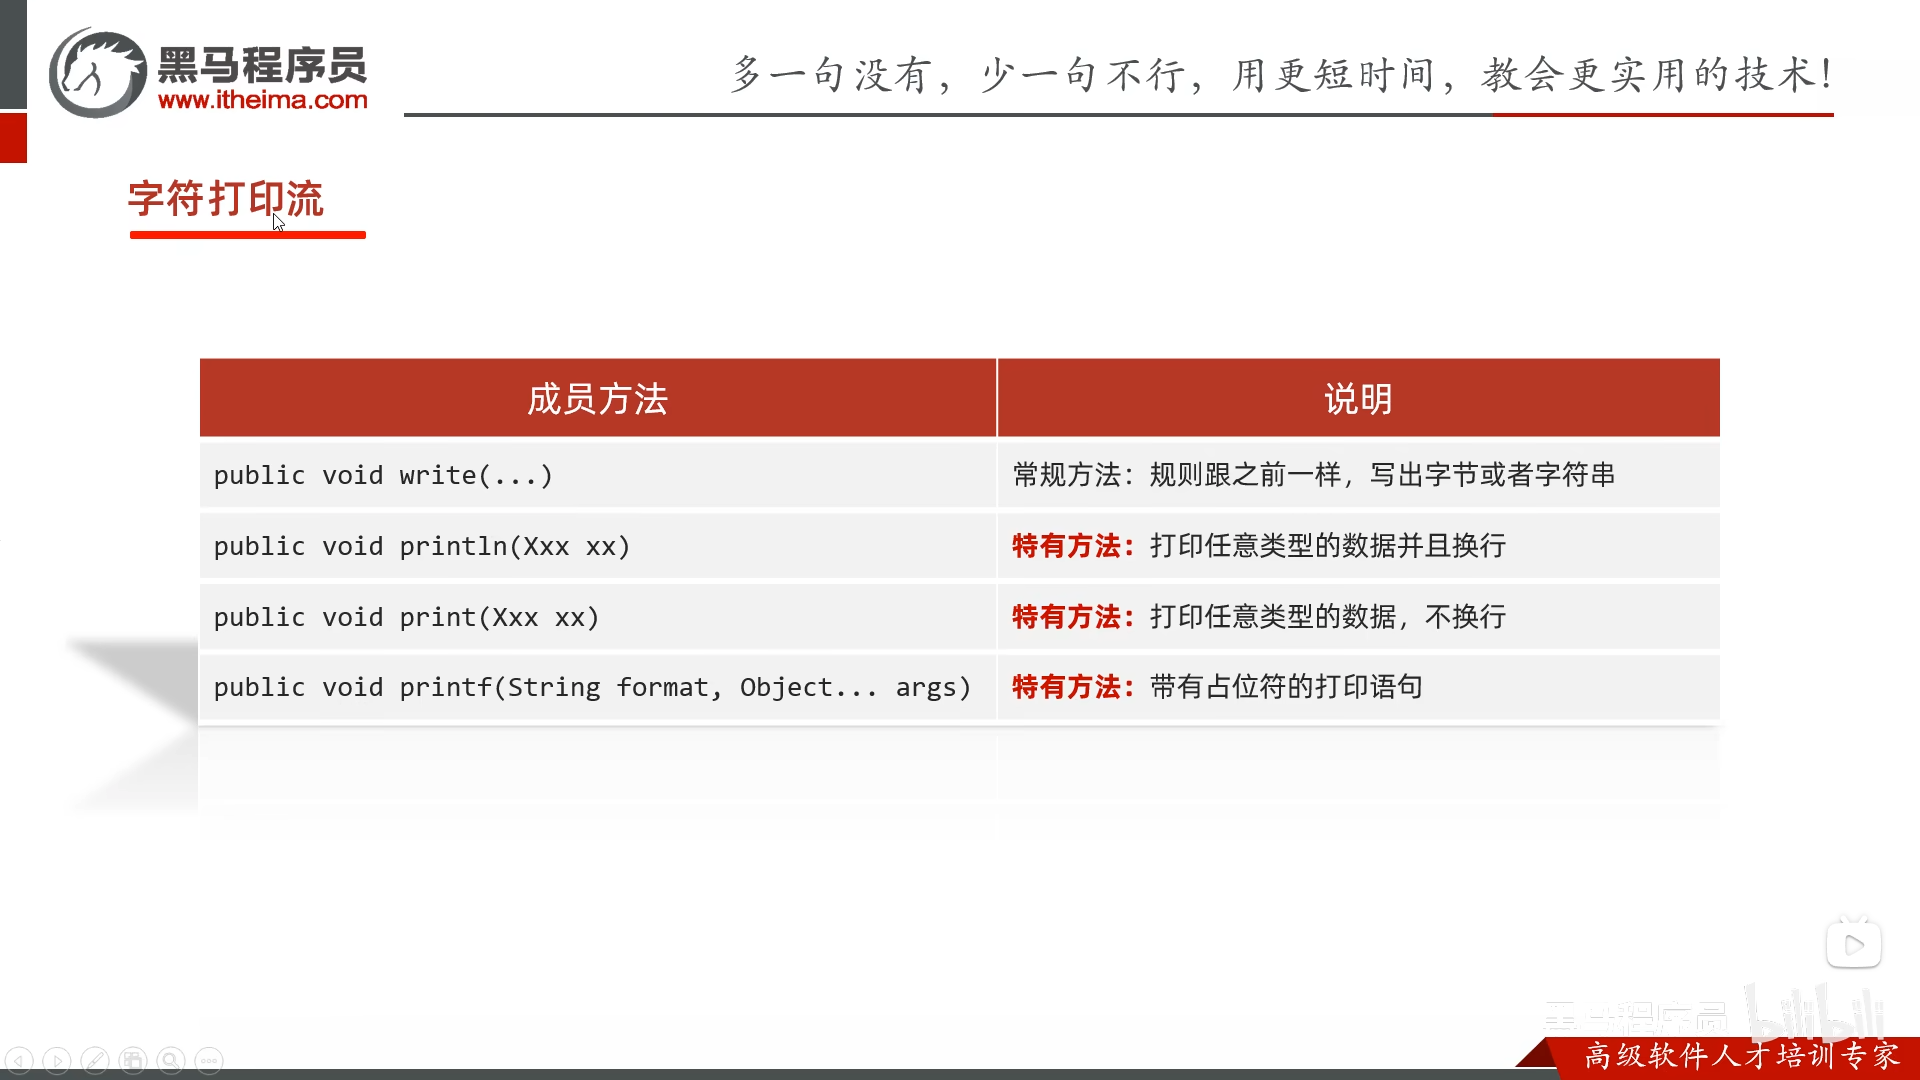 黑马程序员
www.itheima.com
多一句没有，少一句不行，用更短时间，教会更实用的技术！
字符打印流
成员方法 说明
public void write(...) 常规方法：规则跟之前一样，写出字节或者字符串
public void println(Xxx xx) 特有方法：打印任意类型的数据并且换行
public void print(Xxx xx) 特有方法：打印任意类型的数据，不换行
public void printf(String format, Object... args) 特有方法：带有占位符的打印语句
黑马程序员 bilibili
高级软件人才培训专家